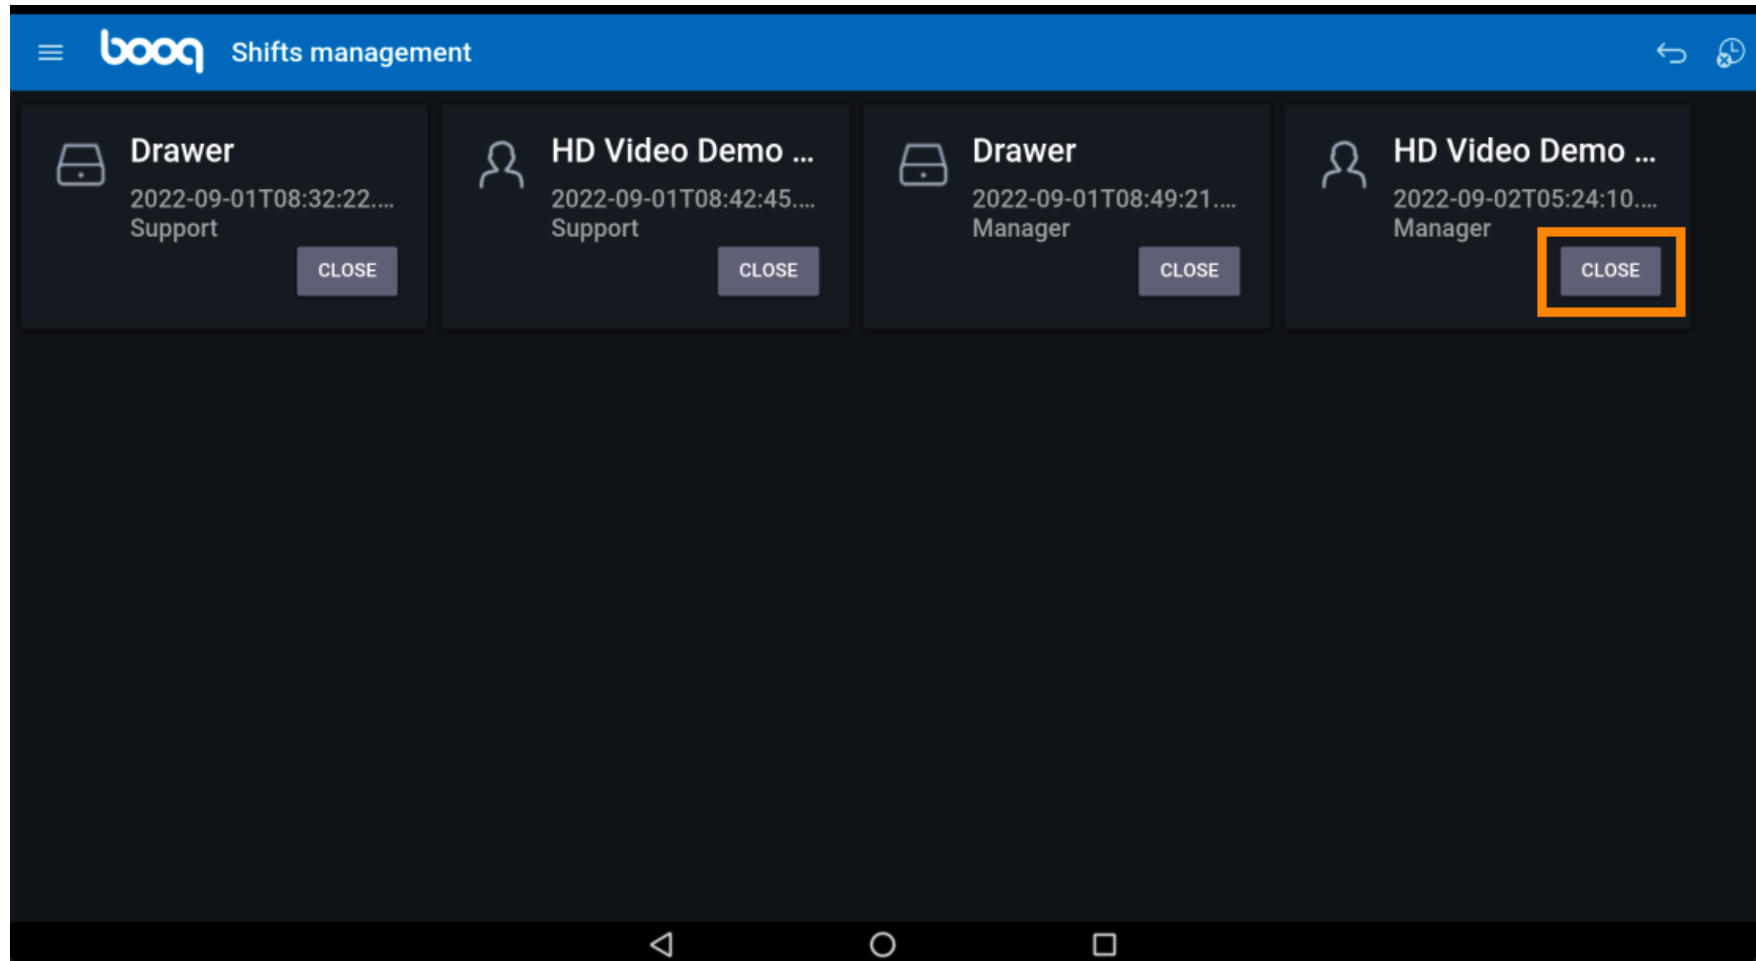 booq Shifts management
Drawer
2022-09-01T08:32:22....
Support
CLOSE
HD Video Demo ...
2022-09-01T08:42:45....
Support
CLOSE
Drawer
2022-09-01T08:49:21....
Manager
CLOSE
HD Video Demo ...
2022-09-02T05:24:10....
Manager
CLOSE